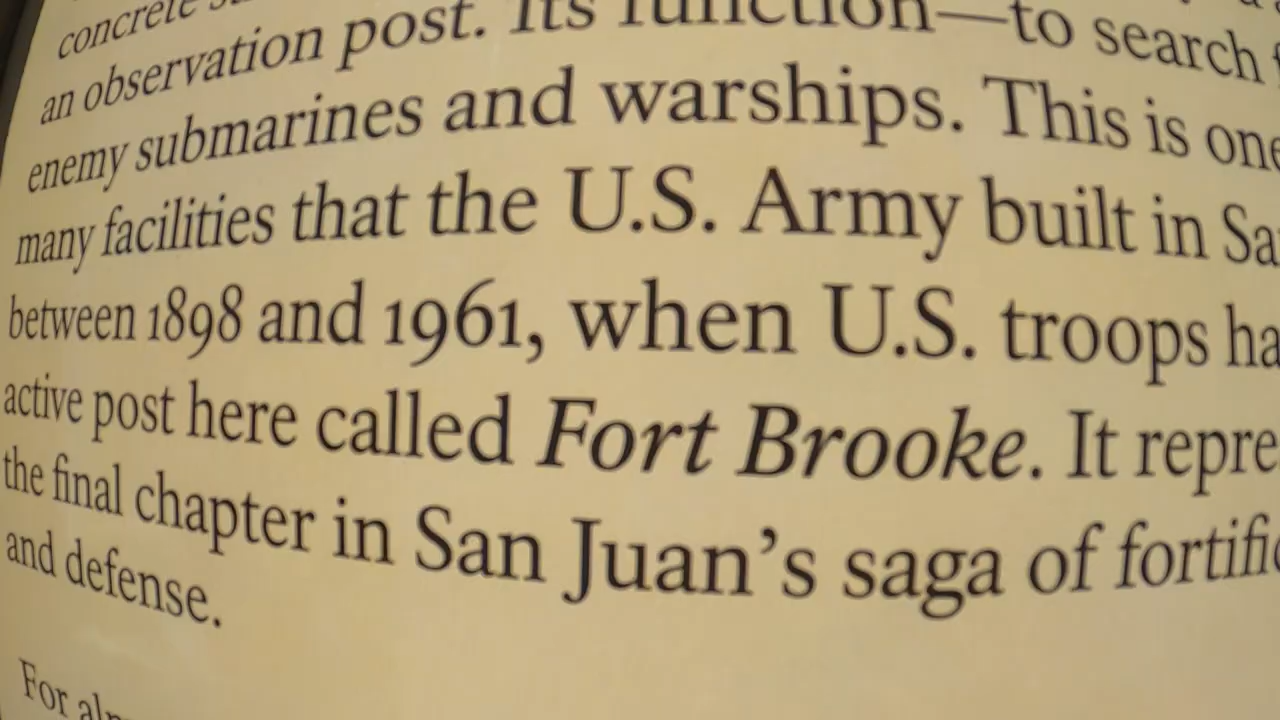 concrete
an observation post. Its function—to search
enemy submarines and warships. This is one
many facilities that the U.S. Army built in
between 1898 and 1961, when U.S. troops
active post here called Fort Brooke. It
the final chapter in San Juan's saga of
and defense.
For